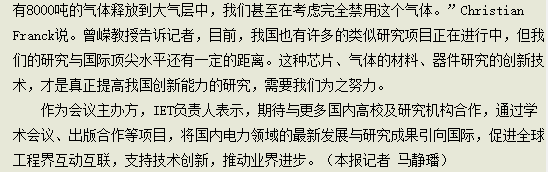 有8000吨的气体释放到大气层中，我们甚至在考虑完全禁用这个气体。”Christian
Franck说。曾嵘教授告诉记者，目前，我国也有许多的类似研究项目正在进行中，但我
们的研究与国际顶尖水平还有一定的距离。这种芯片、气体的材料、器件研究的创新技
术，才是真正提高我国创新能力的研究，需要我们为之努力。
作为会议主办方，IET负责人表示，期待与更多国内高校及研究机构合作，通过学
术会议、出版合作等项目，将国内电力领域的最新发展与研究成果引向国际，促进全球
工程界互动互联，支持技术创新，推动业界进步。（本报记者 马静璠）